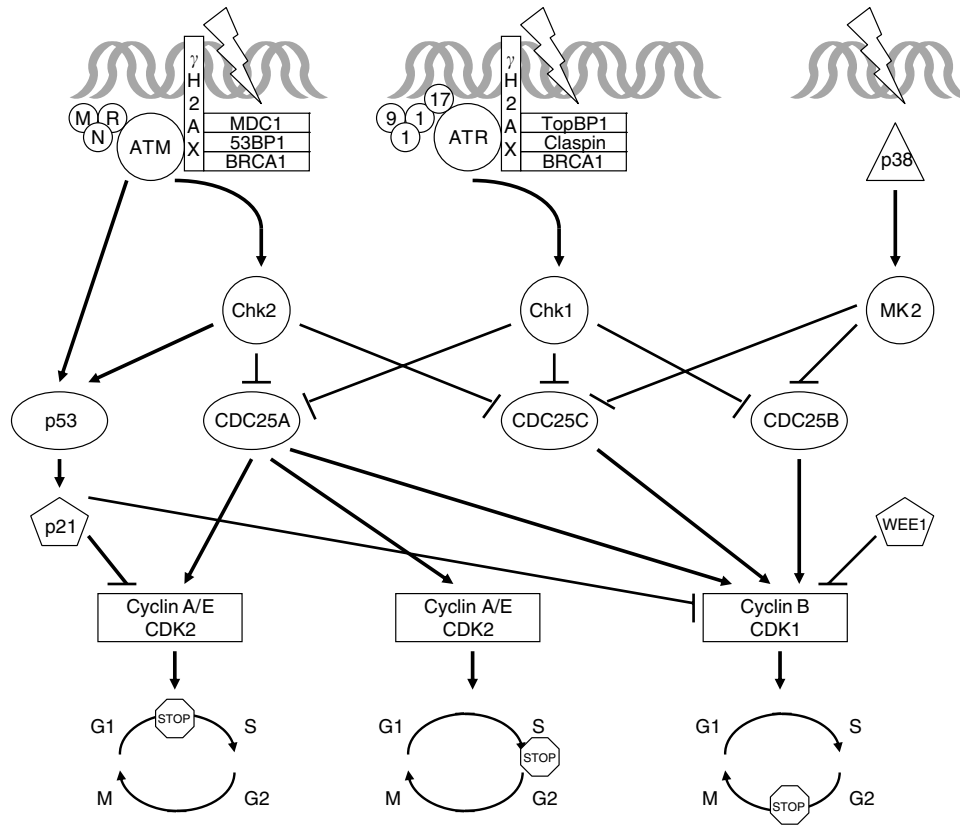 γ
H
2
A
X
M R
N
ATM
MDC1
53BP1
BRCA1
9 1 17
1
ATR
γ
H
2
A
X
TopBP1
Claspin
BRCA1
p38
Chk2
Chk1
MK2
p53
CDC25A
CDC25C
CDC25B
p21
WEE1
Cyclin A/E
CDK2
Cyclin A/E
CDK2
Cyclin B
CDK1
G1
STOP
S
M
G2
G1
S
STOP
M
G2
G1
S
M
STOP
G2